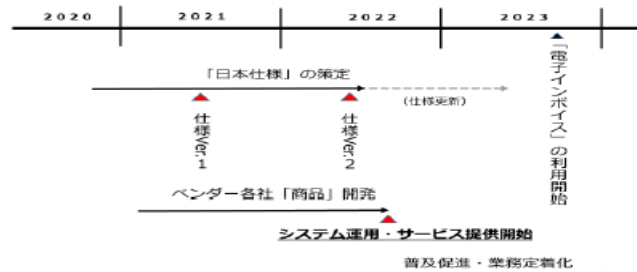 2020 2021 2022 2023
「日本仕様」の策定
(仕様更新)
仕様Ver.1
仕様Ver.2
「電子インボイス」の利用開始
ベンダー各社「商品」開発
システム運用・サービス提供開始
普及促進・業務定着化